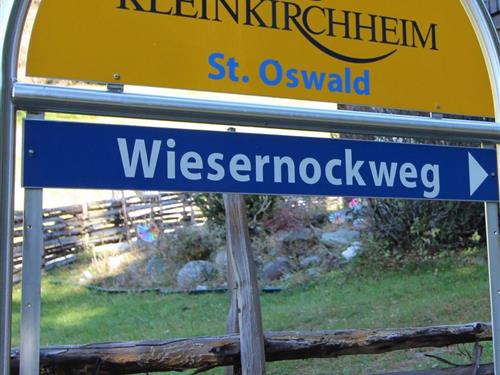 KLEINKIRCHHEIM
St. Oswald
Wiesernockweg